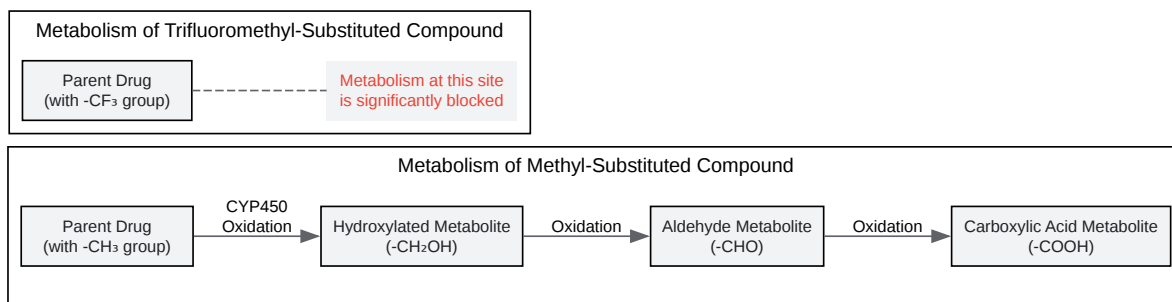 Metabolism of Trifluoromethyl-Substituted Compound
Parent Drug
(with -CF₃ group)
Metabolism at this site
is significantly blocked
Metabolism of Methyl-Substituted Compound
Parent Drug
(with -CH₃ group)
CYP450
Oxidation
Hydroxylated Metabolite
(-CH₂OH)
Oxidation
Aldehyde Metabolite
(-CHO)
Oxidation
Carboxylic Acid Metabolite
(-COOH)